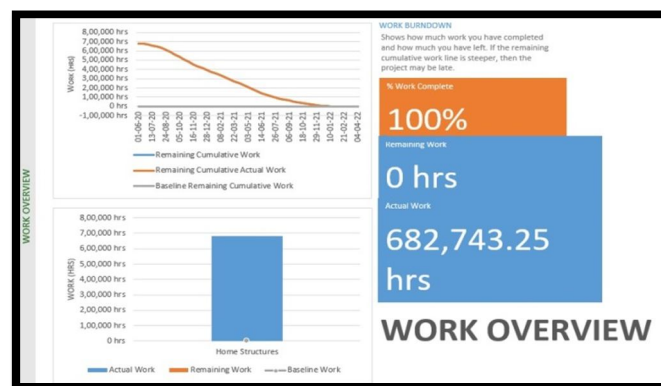 WORK OVERVIEW
8,00,000 hrs
7,00,000 hrs
6,00,000 hrs
5,00,000 hrs
4,00,000 hrs
3,00,000 hrs
2,00,000 hrs
1,00,000 hrs
0 hrs
-1,00,000 hrs
WORK (HRS)
01-06-20
13-07-20
24-08-20
05-10-20
16-11-20
28-12-20
08-02-21
22-03-21
03-05-21
14-06-21
26-07-21
06-09-21
18-10-21
29-11-21
10-01-22
21-02-22
04-04-22
Remaining Cumulative Work
Remaining Cumulative Actual Work
Baseline Remaining Cumulative Work
WORK BURNDOWN
Shows how much work you have completed
and how much you have left. If the remaining
cumulative work line is steeper, then the
project may be late.
% Work Complete
100%
Remaining Work
0 hrs
Actual Work
682,743.25
hrs
8,00,000 hrs
7,00,000 hrs
6,00,000 hrs
5,00,000 hrs
4,00,000 hrs
3,00,000 hrs
2,00,000 hrs
1,00,000 hrs
0 hrs
WORK (HRS)
Home Structures
Actual Work
Remaining Work
Baseline Work
WORK OVERVIEW